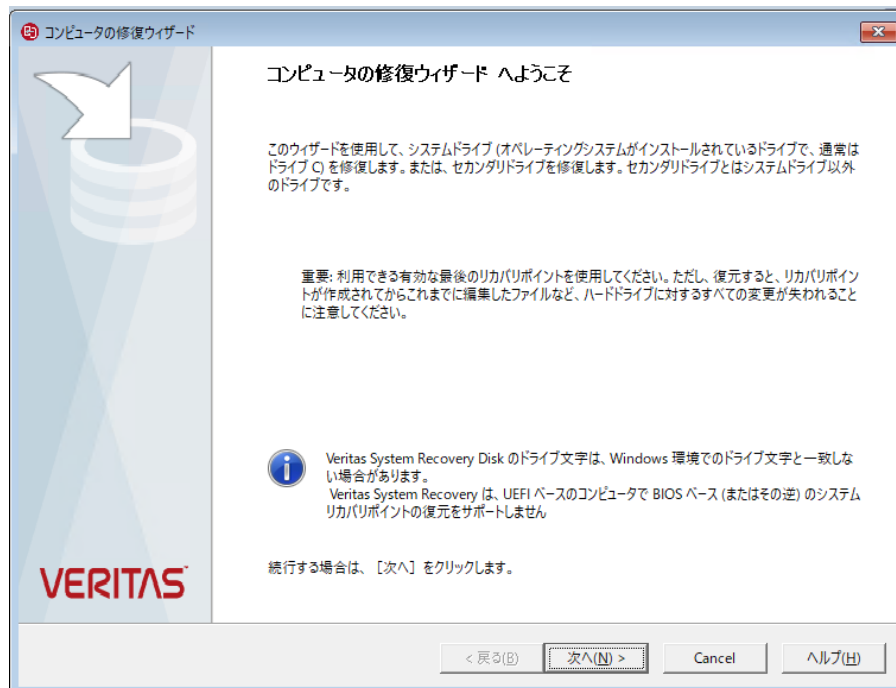 コンピュータの修復ウィザード
コンピュータの修復ウィザード へようこそ
このウィザードを使用して、システムドライブ (オペレーティングシステムがインストールされているドライブで、通常は
ドライブ C) を修復します。または、セカンダリドライブを修復します。セカンダリドライブとはシステムドライブ以外
のドライブです。
重要: 利用できる有効な最後のリカバリポイントを使用してください。ただし、復元すると、リカバリポイン
トが作成されてからこれまでに編集したファイルなど、ハードドライブに対するすべての変更が失われること
に注意してください。
Veritas System Recovery Disk のドライブ文字は、Windows 環境でのドライブ文字と一致しな
い場合があります。
Veritas System Recovery は、UEFI ベースのコンピュータで BIOS ベース (またはその逆) のシステム
リカバリポイントの復元をサポートしません
続行する場合は、[次へ] をクリックします。
VERITAS™
< 戻る(B)
次へ(N) >
Cancel
ヘルプ(H)